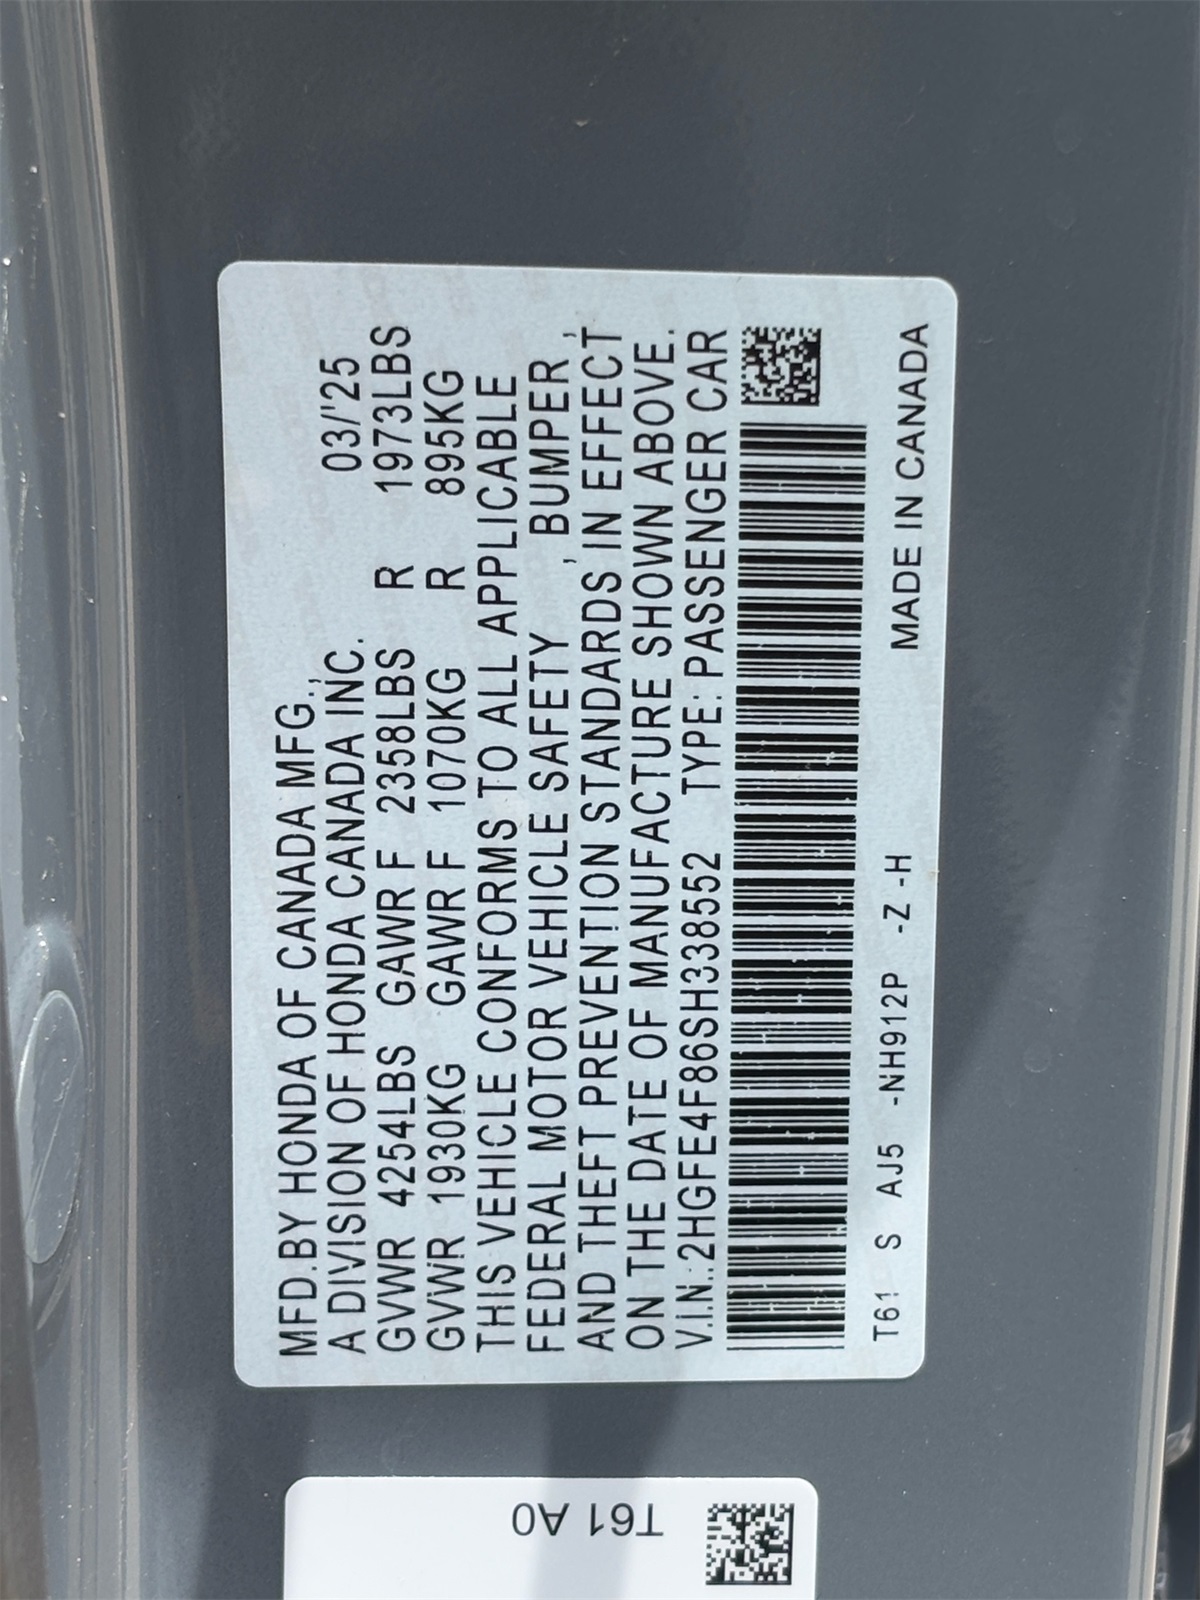 MFD.BY HONDA OF CANADA MFG.,
A DIVISION OF HONDA CANADA INC. 03/'25
GVWR 4254LBS GAWR F 2358LBS R 1973LBS
GVWR 1930KG GAWR F 1070KG R 895KG
THIS VEHICLE CONFORMS TO ALL APPLICABLE
FEDERAL MOTOR VEHICLE SAFETY , BUMPER ,
AND THEFT PREVENTION STANDARDS IN EFFECT
ON THE DATE OF MANUFACTURE SHOWN ABOVE.
V.I.N.:2HGFE4F86SH338552 TYPE: PASSENGER CAR
T61 S AJ5 -NH912P -Z -H MADE IN CANADA
T61 A0